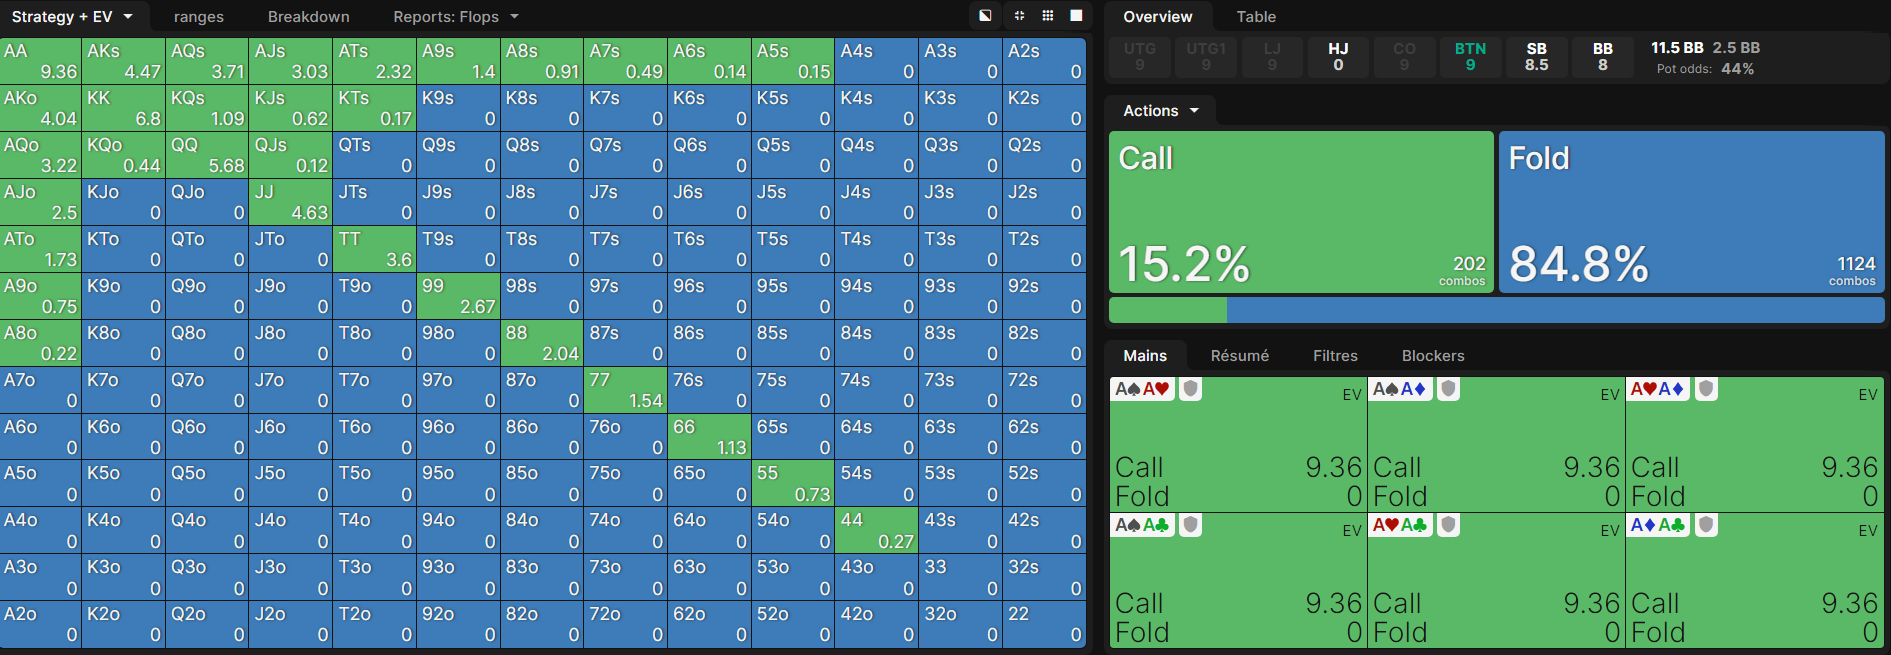 Strategy + EV ranges Breakdown Reports: Flops
AA AKs AQs AJs ATs A9s A8s A7s A6s A5s A4s A3s A2s
9.36 4.47 3.71 3.03 2.32 1.4 0.91 0.49 0.14 0.15 0 0 0
AKo KK KQs KJs KTs K9s K8s K7s K6s K5s K4s K3s K2s
4.04 6.8 1.09 0.62 0.17 0 0 0 0 0 0 0 0
AQo KQo QQ QJs QTs Q9s Q8s Q7s Q6s Q5s Q4s Q3s Q2s
3.22 0.44 5.68 0.12 0 0 0 0 0 0 0 0 0
AJo KJo QJo JJ JTs J9s J8s J7s J6s J5s J4s J3s J2s
2.5 0 0 4.63 0 0 0 0 0 0 0 0 0
ATo KTo QTo JTo TT T9s T8s T7s T6s T5s T4s T3s T2s
1.73 0 0 0 3.6 0 0 0 0 0 0 0 0
A9o K9o Q9o J9o T9o 99 98s 97s 96s 95s 94s 93s 92s
0.75 0 0 0 0 2.67 0 0 0 0 0 0 0
A8o K8o Q8o J8o T8o 98o 88 87s 86s 85s 84s 83s 82s
0.22 0 0 0 0 0 2.04 0 0 0 0 0 0
A7o K7o Q7o J7o T7o 97o 87o 77 76s 75s 74s 73s 72s
0 0 0 0 0 0 0 1.54 0 0 0 0 0
A6o K6o Q6o J6o T6o 96o 86o 76o 66 65s 64s 63s 62s
0 0 0 0 0 0 0 0 1.13 0 0 0 0
A5o K5o Q5o J5o T5o 95o 85o 75o 65o 55 54s 53s 52s
0 0 0 0 0 0 0 0 0 0.73 0 0 0
A4o K4o Q4o J4o T4o 94o 84o 74o 64o 54o 44 43s 42s
0 0 0 0 0 0 0 0 0 0 0.27 0 0
A3o K3o Q3o J3o T3o 93o 83o 73o 63o 53o 43o 33 32s
0 0 0 0 0 0 0 0 0 0 0 0 0
A2o K2o Q2o J2o T2o 92o 82o 72o 62o 52o 42o 32o 22
0 0 0 0 0 0 0 0 0 0 0 0 0
Overview Table
UTG UTG1 LJ HJ CO BTN SB BB 11.5 BB 2.5 BB
9 9 9 0 9 9 8.5 8 Pot odds: 44%
Actions
Call Fold
15.2% 202 combos 84.8% 1124 combos
Mains Résumé Filtres Blockers
A♠A♥ EV A♠A♦ EV A♥A♦ EV
Call 9.36 Call 9.36 Call 9.36
Fold 0 Fold 0 Fold 0
A♠A♣ EV A♥A♣ EV A♦A♣ EV
Call 9.36 Call 9.36 Call 9.36
Fold 0 Fold 0 Fold 0